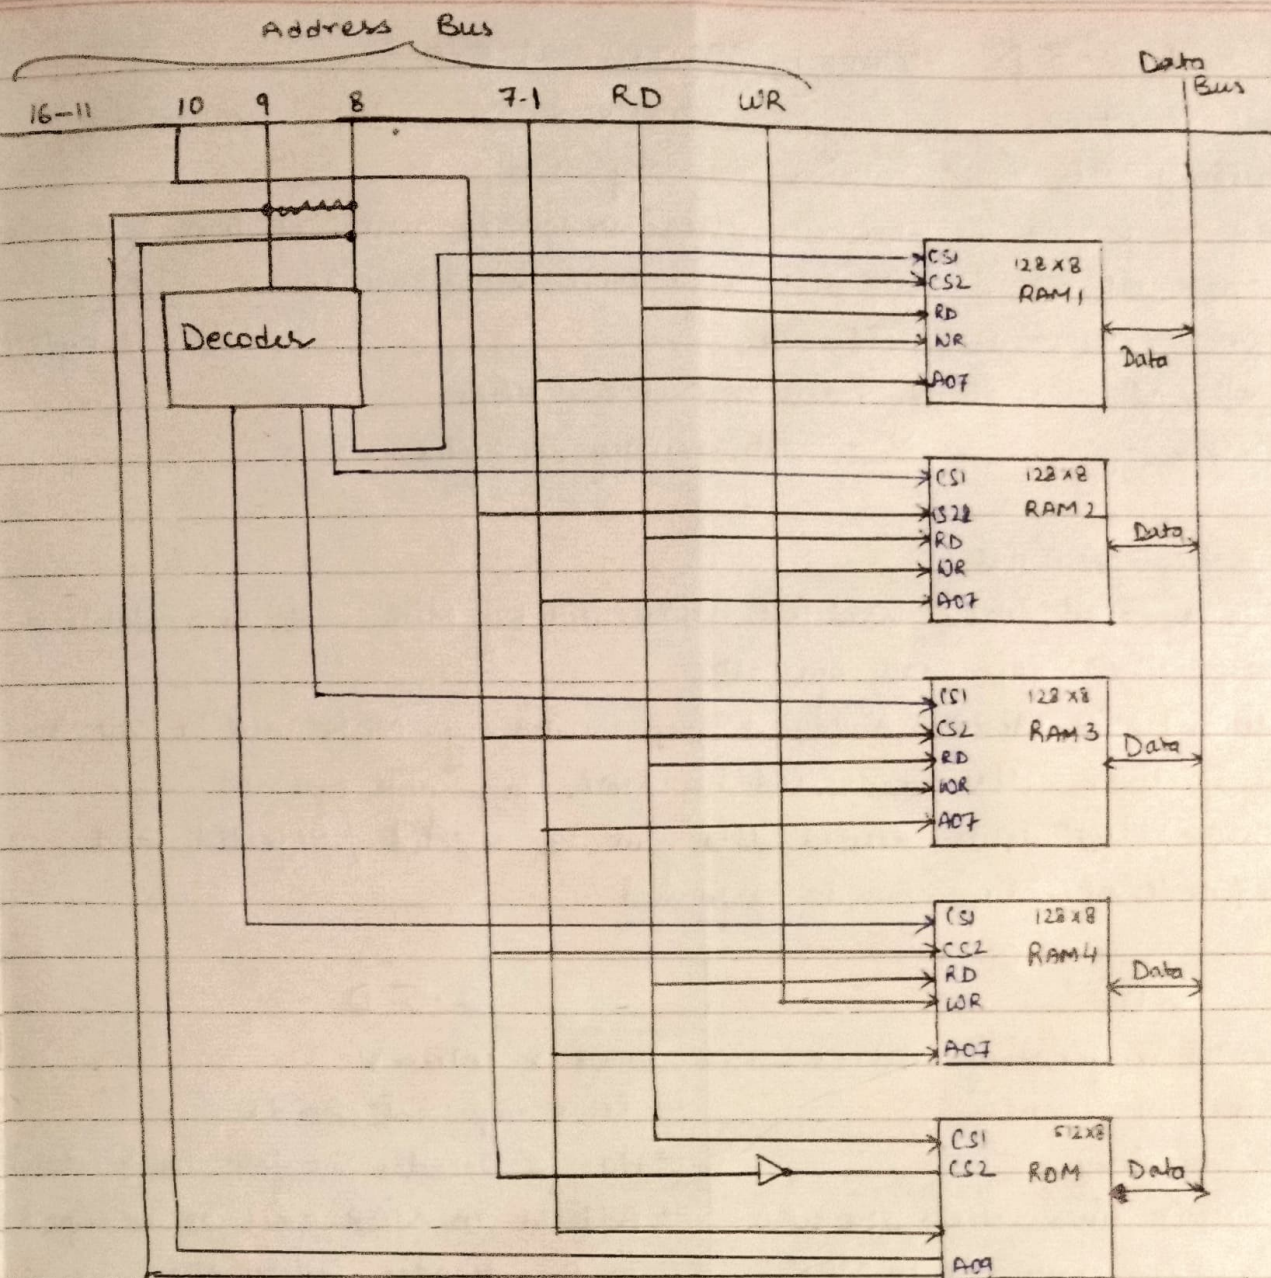 Address Bus
Data Bus
16-11 10 9 8 7-1 RD WR
Decoder
CS1 128 x 8
CS2 RAM 1
RD
WR
A07
Data
CS1 128 x 8
RAM 2
RD
WR
A07
Data
CS1 128 x 8
CS2 RAM 3
RD
WR
A07
Data
CS1 128 x 8
CS2 RAM 4
RD
WR
A07
Data
CS1 512 x 8
CS2 ROM
A09
Data